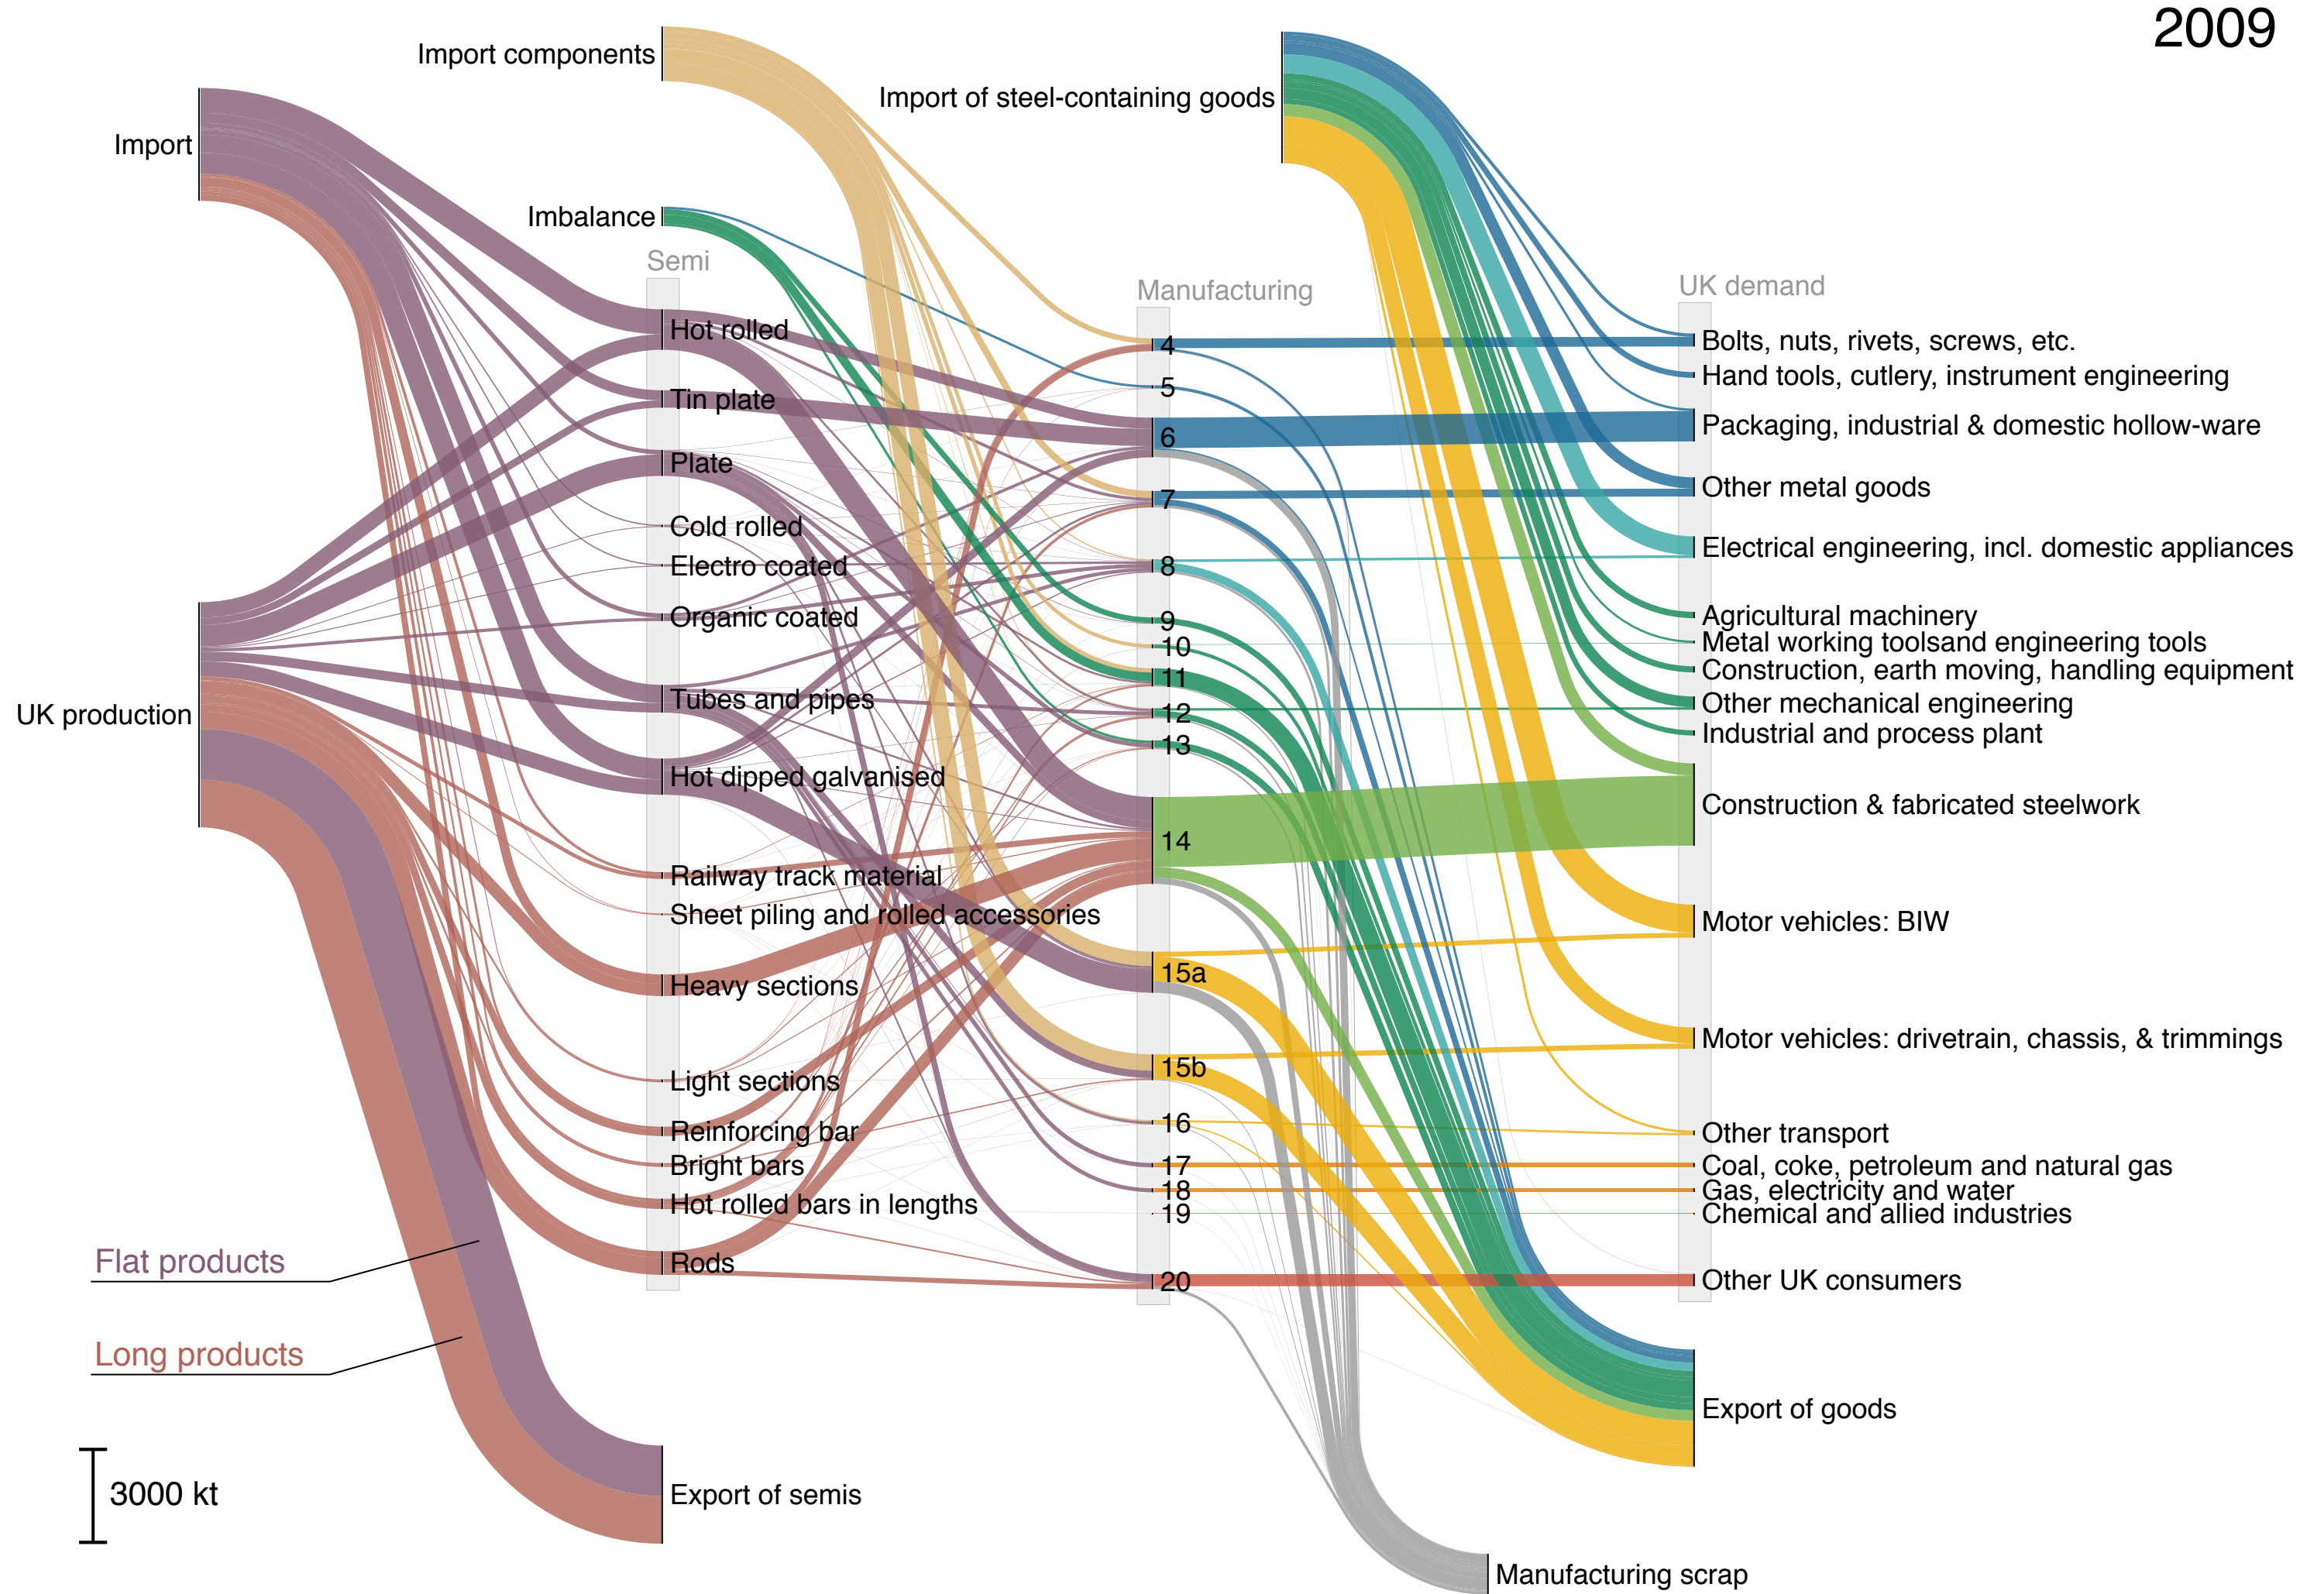 2009
Import components
Import of steel-containing goods
Import
Imbalance
Semi
Manufacturing
UK demand
Hot rolled
Tin plate
Plate
Cold rolled
Electro coated
Organic coated
Tubes and pipes
Hot dipped galvanised
Railway track material
Sheet piling and rolled accessories
Heavy sections
Light sections
Reinforcing bar
Bright bars
Hot rolled bars in lengths
Rods
UK production
4
5
6
7
8
9
10
11
12
13
14
15a
15b
16
17
18
19
20
Bolts, nuts, rivets, screws, etc.
Hand tools, cutlery, instrument engineering
Packaging, industrial & domestic hollow-ware
Other metal goods
Electrical engineering, incl. domestic appliances
Agricultural machinery
Metal working toolsand engineering tools
Construction, earth moving, handling equipment
Other mechanical engineering
Industrial and process plant
Construction & fabricated steelwork
Motor vehicles: BIW
Motor vehicles: drivetrain, chassis, & trimmings
Other transport
Coal, coke, petroleum and natural gas
Gas, electricity and water
Chemical and allied industries
Other UK consumers
Export of goods
Flat products
Long products
3000 kt
Export of semis
Manufacturing scrap